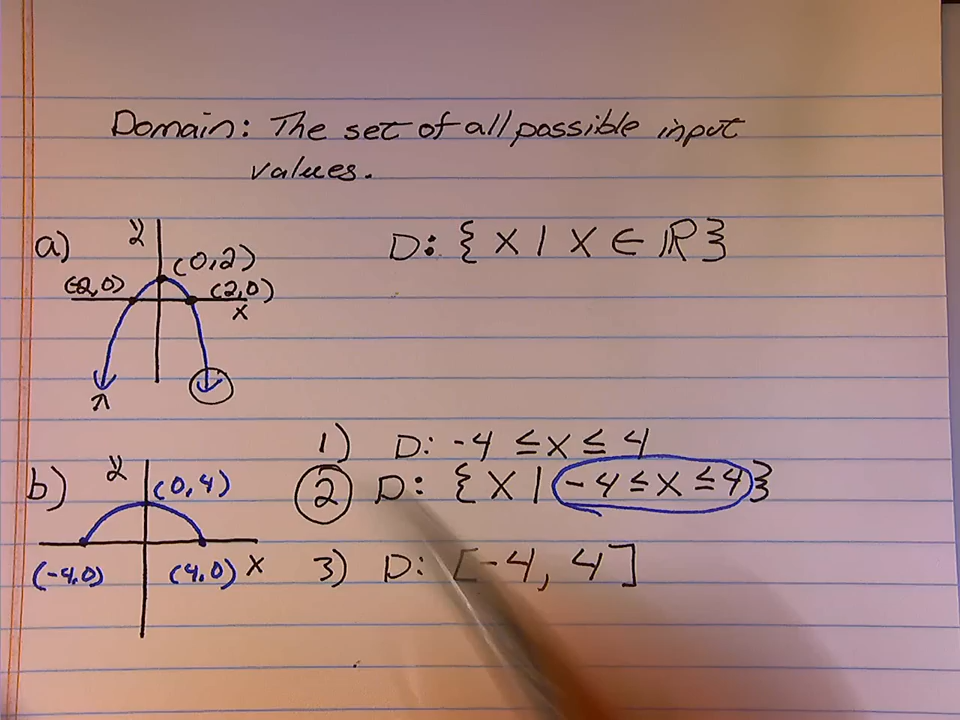 Domain: The set of all possible input
values.
a) y (0,2) D: { x | x ∈ ℝ}
(-2,0) (2,0)
x
1) D: -4 ≤ x ≤ 4
b) y (0,4) 2 D: { x | -4 ≤ x ≤ 4}
(-4,0) (4,0) x 3) D: [-4, 4]